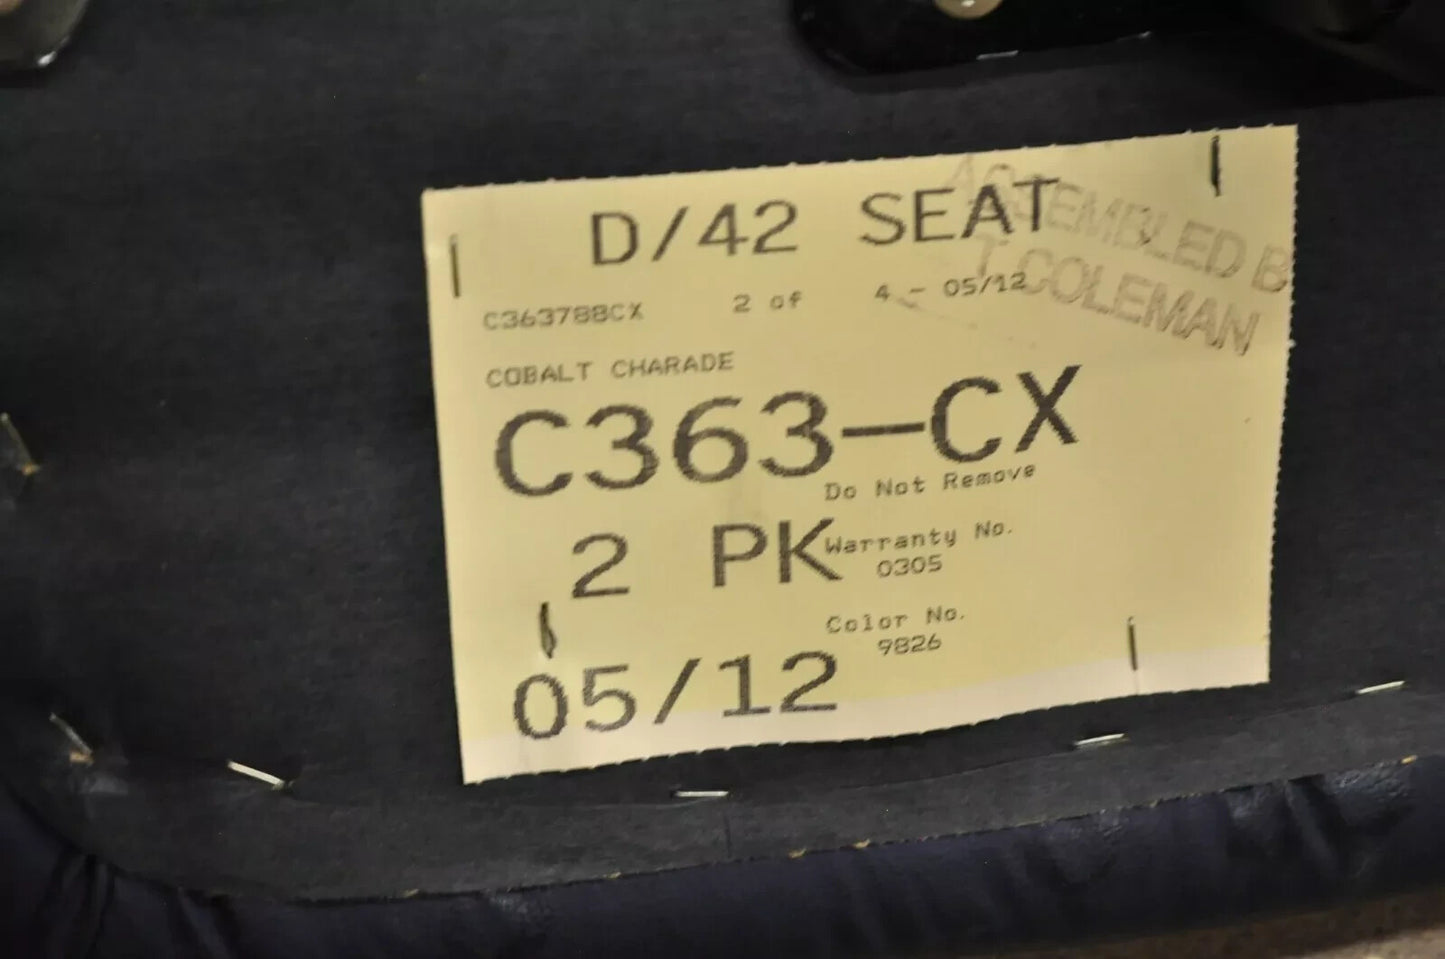 D/42 SEAT
ASSEMBLED B
T COLEMAN
C363788CX 2 of 4 - 05/12
COBALT CHARADE
C363-CX
Do Not Remove
2 PK
Warranty No.
0305
Color No.
9826
05/12